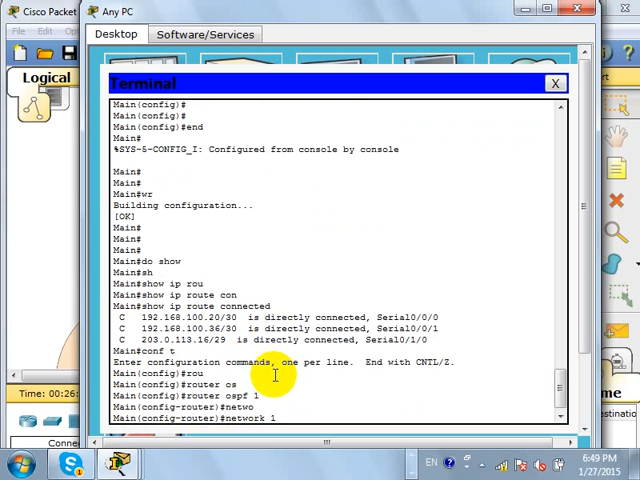 Cisco Packet
Any PC
File Edit
Desktop Software/Services
Logical
Terminal X
Main(config)#
Main(config)#
Main(config)#end
Main#
%SYS-5-CONFIG_I: Configured from console by console
Main#
Main#
Main#wr
Building configuration...
[OK]
Main#
Main#
Main#
Main#do show
Main#sh
Main#show ip rou
Main#show ip route con
Main#show ip route connected
C 192.168.100.20/30 is directly connected, Serial0/0/0
C 192.168.100.36/30 is directly connected, Serial0/0/1
C 203.0.113.16/29 is directly connected, Serial0/1/0
Main#conf t
Enter configuration commands, one per line. End with CNTL/Z.
Main(config)#rou
Main(config)#router os
Main(config)#router ospf 1
Main(config-router)#netwo
Main(config-router)#network 1
Time: 00:26
Connec
estination
EN
6:49 PM
1/27/2015